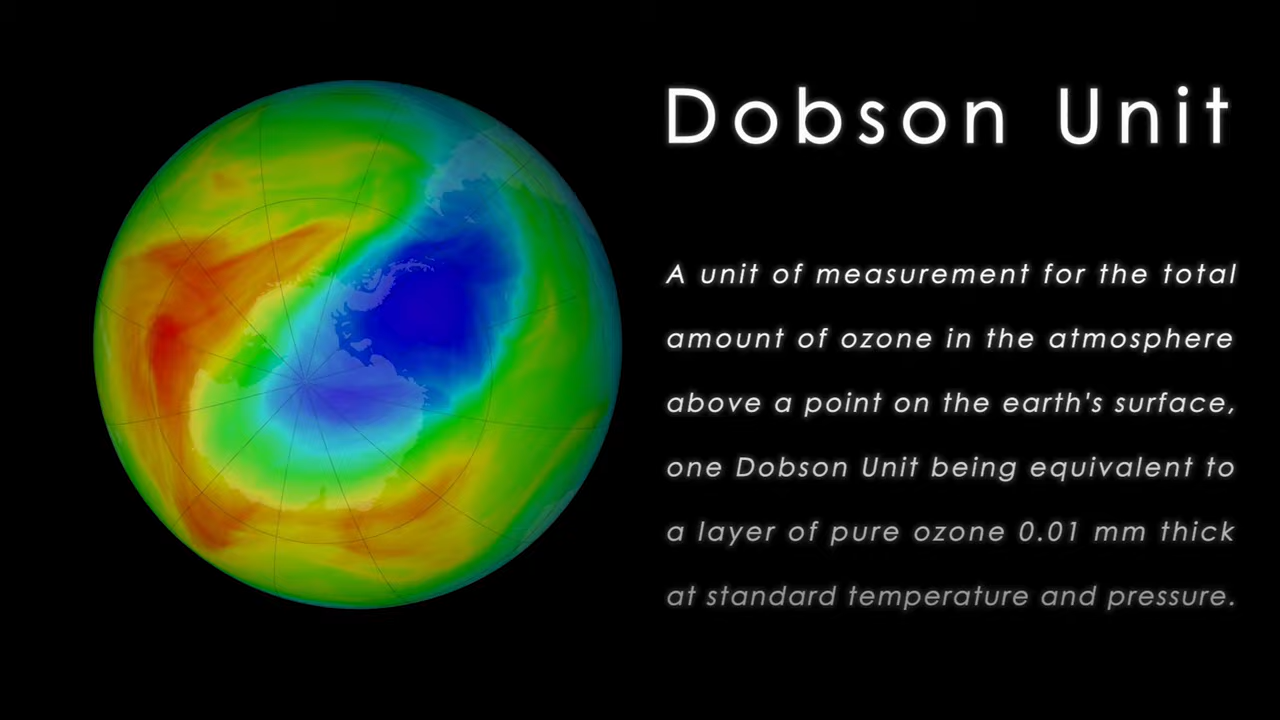 Dobson Unit
A unit of measurement for the total
amount of ozone in the atmosphere
above a point on the earth's surface,
one Dobson Unit being equivalent to
a layer of pure ozone 0.01 mm thick
at standard temperature and pressure.